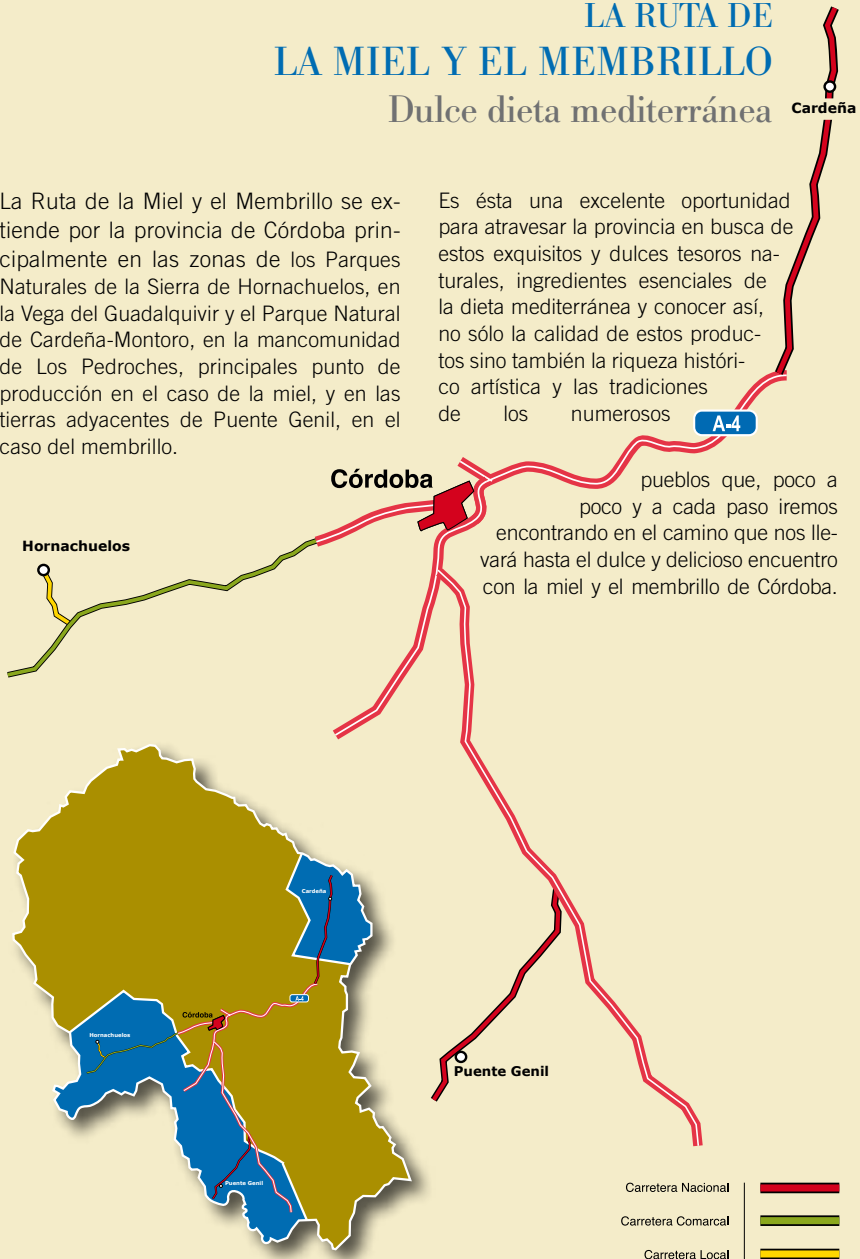 LA RUTA DE
LA MIEL Y EL MEMBRILLO
Dulce dieta mediterránea
Cardeña
La Ruta de la Miel y el Membrillo se ex-
tiende por la provincia de Córdoba prin-
cipalmente en las zonas de los Parques
Naturales de la Sierra de Hornachuelos, en
la Vega del Guadalquivir y el Parque Natural
de Cardeña-Montoro, en la mancomunidad
de Los Pedroches, principales punto de
producción en el caso de la miel, y en las
tierras adyacentes de Puente Genil, en el
caso del membrillo.
Es ésta una excelente oportunidad
para atravesar la provincia en busca de
estos exquisitos y dulces tesoros na-
turales, ingredientes esenciales de
la dieta mediterránea y conocer así,
no sólo la calidad de estos produc-
tos sino también la riqueza históri-
co artística y las tradiciones
de los numerosos
A-4
pueblos que, poco a
poco y a cada paso iremos
encontrando en el camino que nos lle-
vará hasta el dulce y delicioso encuentro
con la miel y el membrillo de Córdoba.
Córdoba
Hornachuelos
Puente Genil
Cardeña
A-4
Córdoba
Hornachuelos
Puente Genil
Carretera Nacional
Carretera Comarcal
Carretera Local